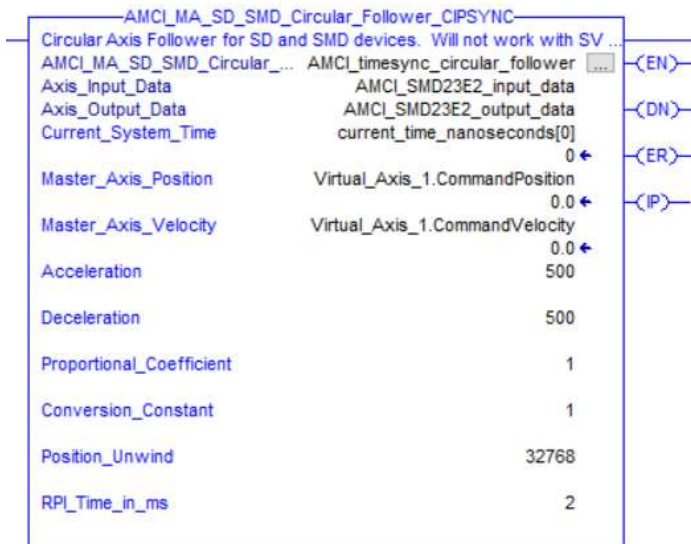 AMCI_MA_SD_SMD_Circular_Follower_CIPSYNC
Circular Axis Follower for SD and SMD devices. Will not work with SV ...
AMCI_MA_SD_SMD_Circular_... AMCI_timesync_circular_follower ... (EN)
Axis_Input_Data AMCI_SMD23E2_input_data
Axis_Output_Data AMCI_SMD23E2_output_data (DN)
Current_System_Time current_time_nanoseconds[0]
0 ← (ER)
Master_Axis_Position Virtual_Axis_1.CommandPosition
0.0 ← (IP)
Master_Axis_Velocity Virtual_Axis_1.CommandVelocity
0.0 ←
Acceleration 500
Deceleration 500
Proportional_Coefficient 1
Conversion_Constant 1
Position_Unwind 32768
RPI_Time_in_ms 2